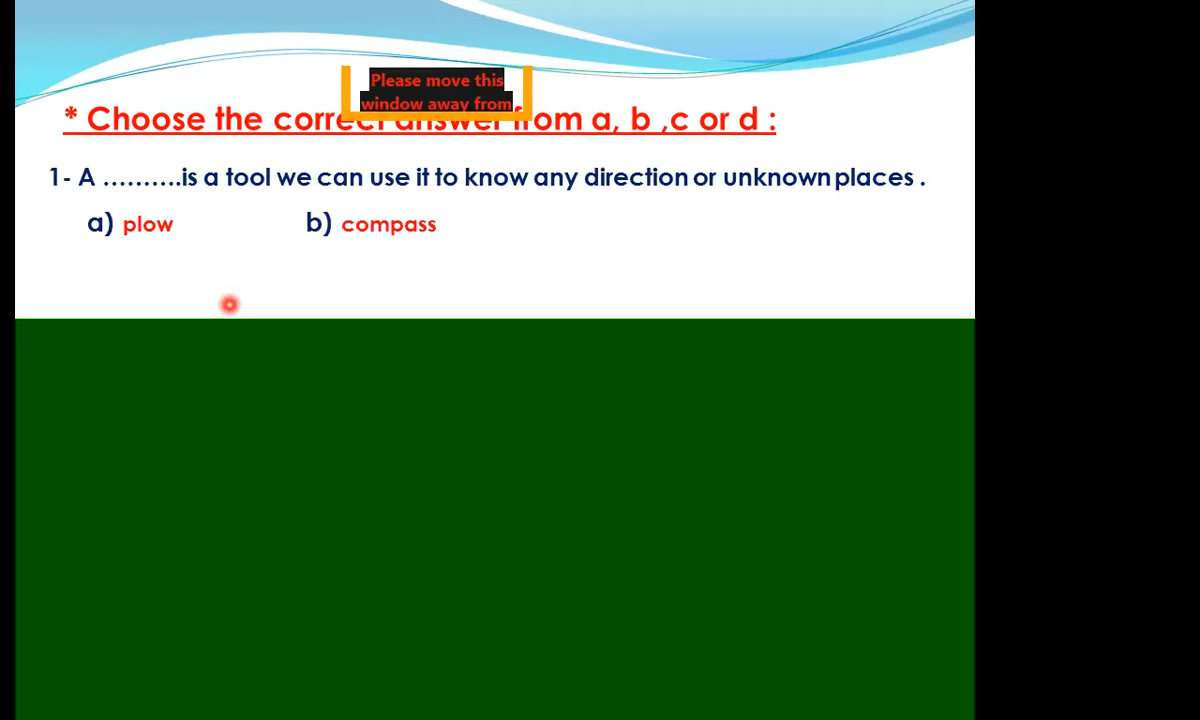 Please move this
window away from
* Choose the correct answer from a, b ,c or d :
1- A ……….is a tool we can use it to know any direction or unknown places .
a) plow b) compass